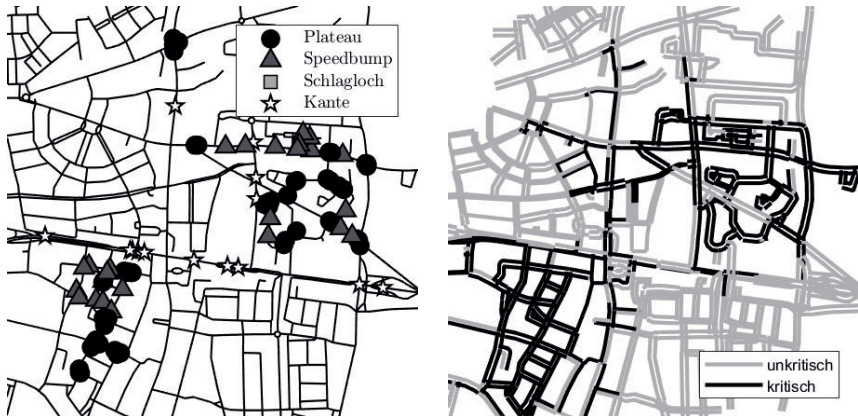 Plateau
Speedbump
Schlagloch
Kante
unkritisch
kritisch